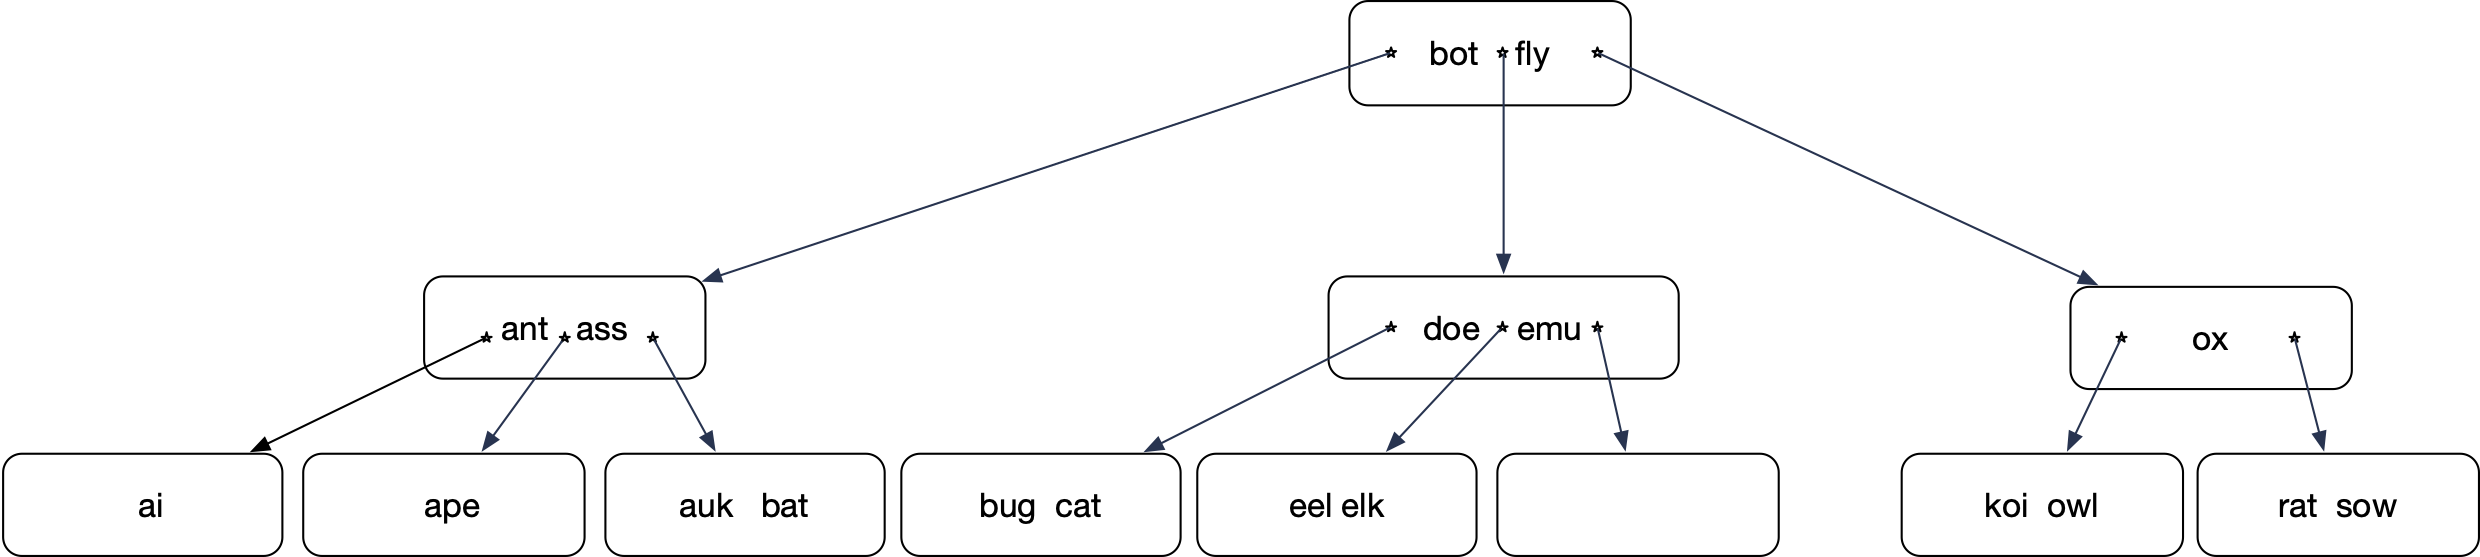 bot fly
ant ass
doe emu
ox
ai
ape
auk bat
bug cat
eel elk
koi owl
rat sow